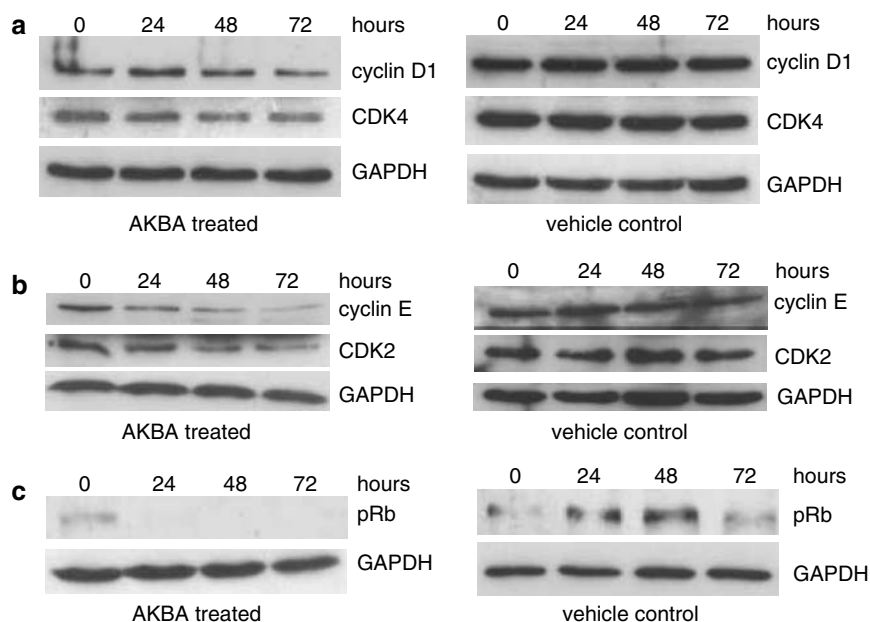 a
0 24 48 72 hours
cyclin D1
CDK4
GAPDH
AKBA treated
0 24 48 72 hours
cyclin D1
CDK4
GAPDH
vehicle control
b
0 24 48 72 hours
cyclin E
CDK2
GAPDH
AKBA treated
0 24 48 72 hours
cyclin E
CDK2
GAPDH
vehicle control
c
0 24 48 72 hours
pRb
GAPDH
AKBA treated
0 24 48 72 hours
pRb
GAPDH
vehicle control